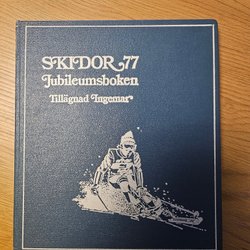 SKIDOR 77
Jubileumsboken
Tillägnad Ingemar